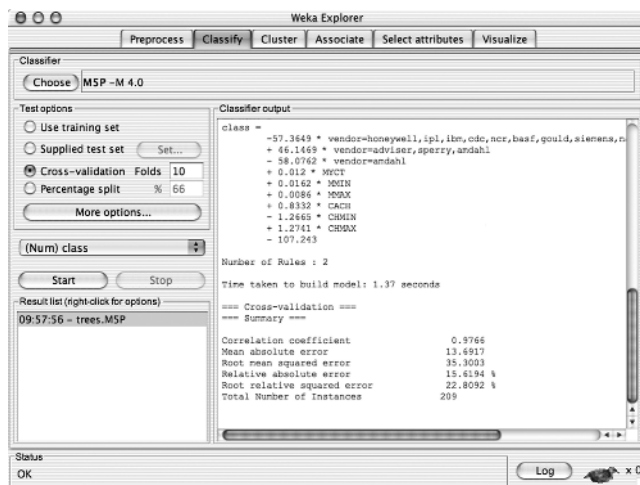 Weka Explorer
Preprocess Classify Cluster Associate Select attributes Visualize
Classifier
Choose M5P -M 4.0
Test options
Use training set
Supplied test set Set...
Cross-validation Folds 10
Percentage split % 66
More options...
(Num) class
Start Stop
Result list (right-click for options)
09:57:56 - trees.M5P
Classifier output
class =
-57.3649 * vendor=honeywell,ipl,ibm,cdc,ncr,basf,gould,siemens,n
+ 46.1469 * vendor=adviser,sperry,amdahl
- 58.0762 * vendor=amdahl
+ 0.012 * MYCT
+ 0.0162 * MMIN
+ 0.0086 * MMAX
+ 0.8332 * CACH
- 1.2665 * CHMIN
+ 1.2741 * CHMAX
- 107.243
Number of Rules : 2
Time taken to build model: 1.37 seconds
=== Cross-validation ===
=== Summary ===
Correlation coefficient 0.9766
Mean absolute error 13.6917
Root mean squared error 35.3003
Relative absolute error 15.6194 %
Root relative squared error 22.8092 %
Total Number of Instances 209
Status
OK
Log
x 0